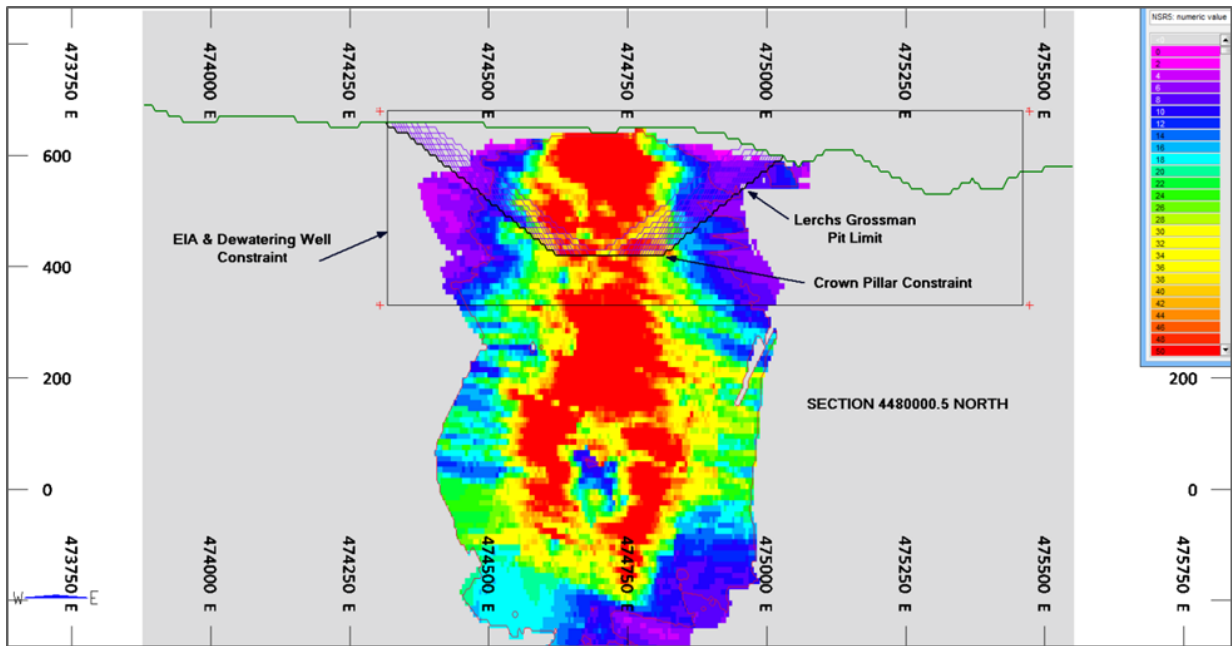 473750 E
474000 E
474250 E
474500 E
474750 E
475000 E
475250 E
475500 E
NSR5: numeric value
0
2
4
6
8
10
12
14
16
18
20
22
24
26
28
30
32
34
36
38
40
42
44
46
48
600
400
200
0
200
0
EIA & Dewatering Well
Constraint
Lerchs Grossman
Pit Limit
Crown Pillar Constraint
SECTION 4480000.5 NORTH
W
E
473750 E
474000 E
474250 E
474500 E
474750 E
475000 E
475250 E
475500 E
475750 E